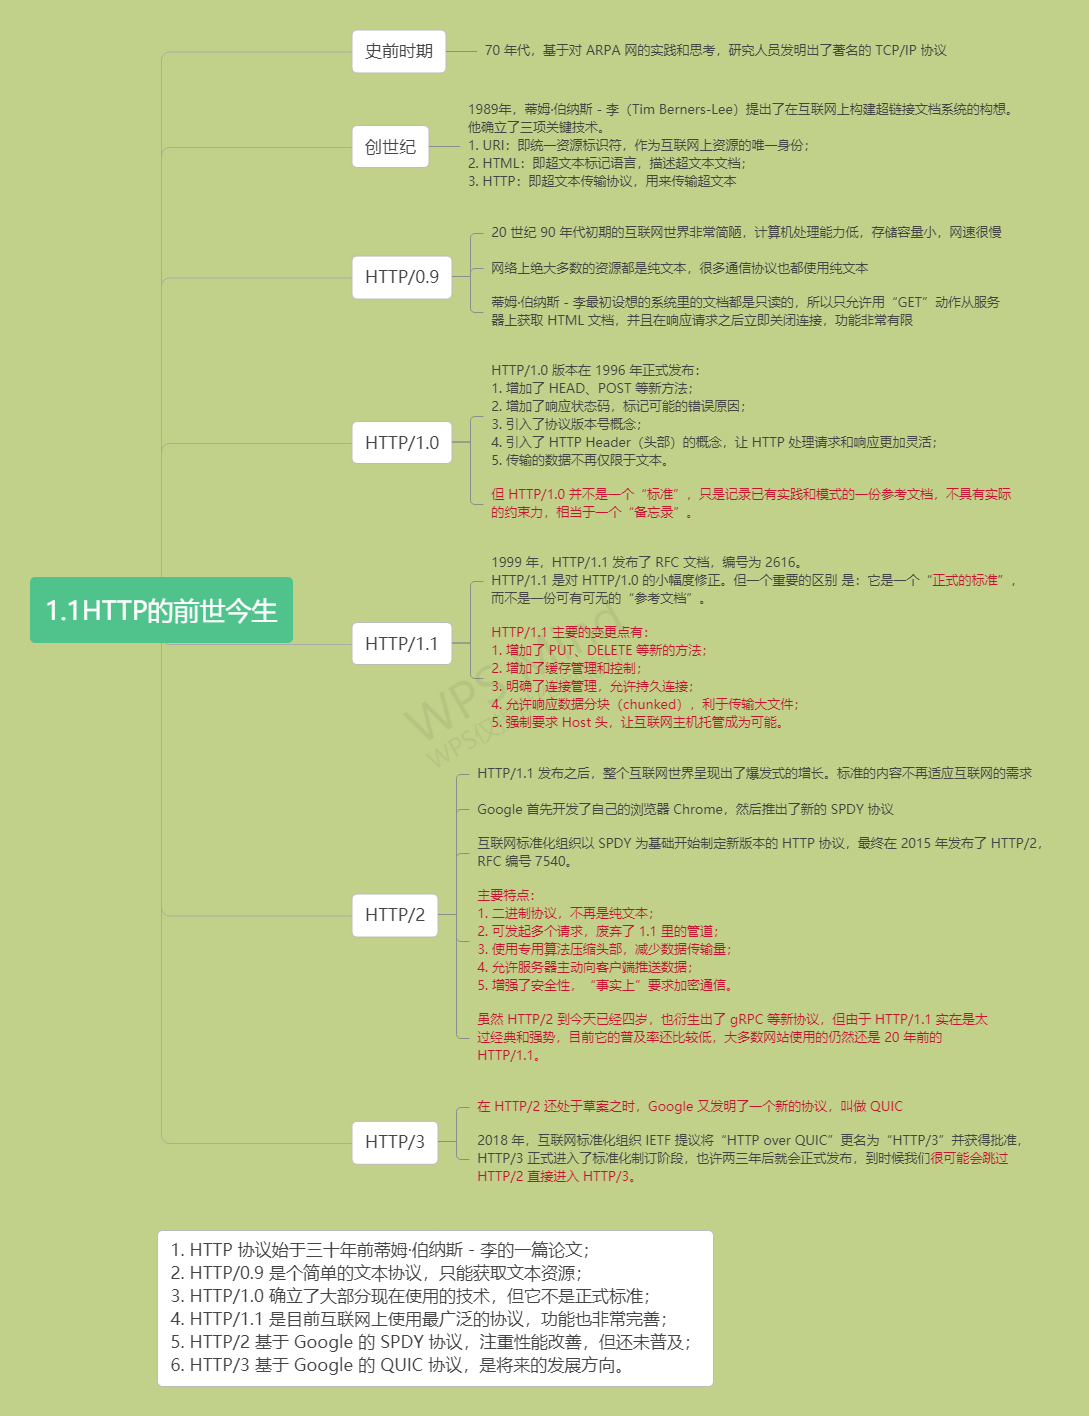 1.1HTTP的前世今生
史前时期
70 年代，基于对 ARPA 网的实践和思考，研究人员发明出了著名的 TCP/IP 协议
创世纪
1989年，蒂姆·伯纳斯 - 李（Tim Berners-Lee）提出了在互联网上构建超链接文档系统的构想。
他确立了三项关键技术。
1. URI：即统一资源标识符，作为互联网上资源的唯一身份；
2. HTML：即超文本标记语言，描述超文本文档；
3. HTTP：即超文本传输协议，用来传输超文本
HTTP/0.9
20 世纪 90 年代初期的互联网世界非常简陋，计算机处理能力低，存储容量小，网速很慢
网络上绝大多数的资源都是纯文本，很多通信协议也都使用纯文本
蒂姆·伯纳斯 - 李最初设想的系统里的文档都是只读的，所以只允许用“GET”动作从服务
器上获取 HTML 文档，并且在响应请求之后立即关闭连接，功能非常有限
HTTP/1.0
HTTP/1.0 版本在 1996 年正式发布：
1. 增加了 HEAD、POST 等新方法；
2. 增加了响应状态码，标记可能的错误原因；
3. 引入了协议版本号概念；
4. 引入了 HTTP Header（头部）的概念，让 HTTP 处理请求和响应更加灵活；
5. 传输的数据不再仅限于文本。
但 HTTP/1.0 并不是一个“标准”，只是记录已有实践和模式的一份参考文档，不具有实际
的约束力，相当于一个“备忘录”。
HTTP/1.1
1999 年，HTTP/1.1 发布了 RFC 文档，编号为 2616。
HTTP/1.1 是对 HTTP/1.0 的小幅度修正。但一个重要的区别 是：它是一个“正式的标准”，
而不是一份可有可无的“参考文档”。
HTTP/1.1 主要的变更点有：
1. 增加了 PUT、DELETE 等新的方法；
2. 增加了缓存管理和控制；
3. 明确了连接管理，允许持久连接；
4. 允许响应数据分块（chunked），利于传输大文件；
5. 强制要求 Host 头，让互联网主机托管成为可能。
WPS Mind
WPS仅
HTTP/2
HTTP/1.1 发布之后，整个互联网世界呈现出了爆发式的增长。标准的内容不再适应互联网的需求
Google 首先开发了自己的浏览器 Chrome，然后推出了新的 SPDY 协议
互联网标准化组织以 SPDY 为基础开始制定新版本的 HTTP 协议，最终在 2015 年发布了 HTTP/2，
RFC 编号 7540。
主要特点：
1. 二进制协议，不再是纯文本；
2. 可发起多个请求，废弃了 1.1 里的管道；
3. 使用专用算法压缩头部，减少数据传输量；
4. 允许服务器主动向客户端推送数据；
5. 增强了安全性，“事实上”要求加密通信。
虽然 HTTP/2 到今天已经四岁，也衍生出了 gRPC 等新协议，但由于 HTTP/1.1 实在是太
过经典和强势，目前它的普及率还比较低，大多数网站使用的仍然还是 20 年前的
HTTP/1.1。
HTTP/3
在 HTTP/2 还处于草案之时，Google 又发明了一个新的协议，叫做 QUIC
2018 年，互联网标准化组织 IETF 提议将“HTTP over QUIC”更名为“HTTP/3”并获得批准，
HTTP/3 正式进入了标准化制订阶段，也许两三年后就会正式发布，到时候我们很可能会跳过
HTTP/2 直接进入 HTTP/3。
1. HTTP 协议始于三十年前蒂姆·伯纳斯 - 李的一篇论文；
2. HTTP/0.9 是个简单的文本协议，只能获取文本资源；
3. HTTP/1.0 确立了大部分现在使用的技术，但它不是正式标准；
4. HTTP/1.1 是目前互联网上使用最广泛的协议，功能也非常完善；
5. HTTP/2 基于 Google 的 SPDY 协议，注重性能改善，但还未普及；
6. HTTP/3 基于 Google 的 QUIC 协议，是将来的发展方向。